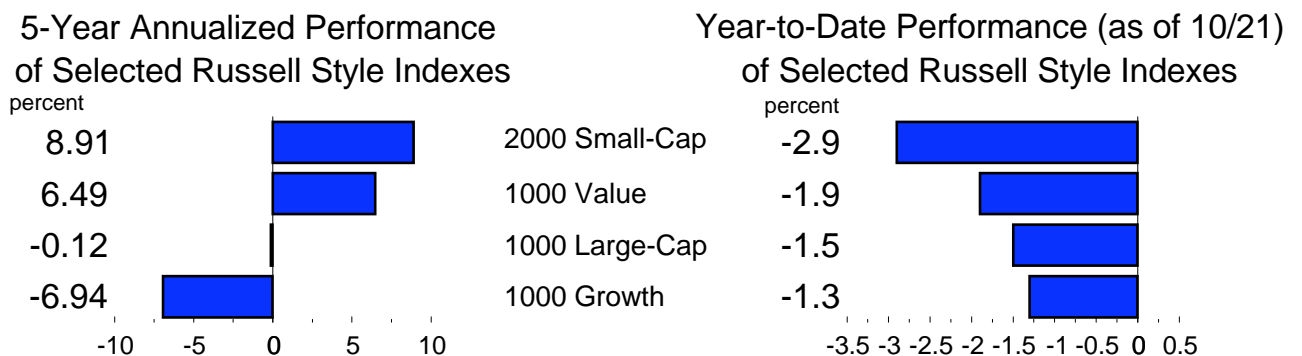 5-Year Annualized Performance
of Selected Russell Style Indexes
percent
8.91
6.49
-0.12
-6.94
-10 -5 0 5 10
2000 Small-Cap
1000 Value
1000 Large-Cap
1000 Growth
Year-to-Date Performance (as of 10/21)
of Selected Russell Style Indexes
percent
-2.9
-1.9
-1.5
-1.3
-3.5 -3 -2.5 -2 -1.5 -1 -0.5 0 0.5